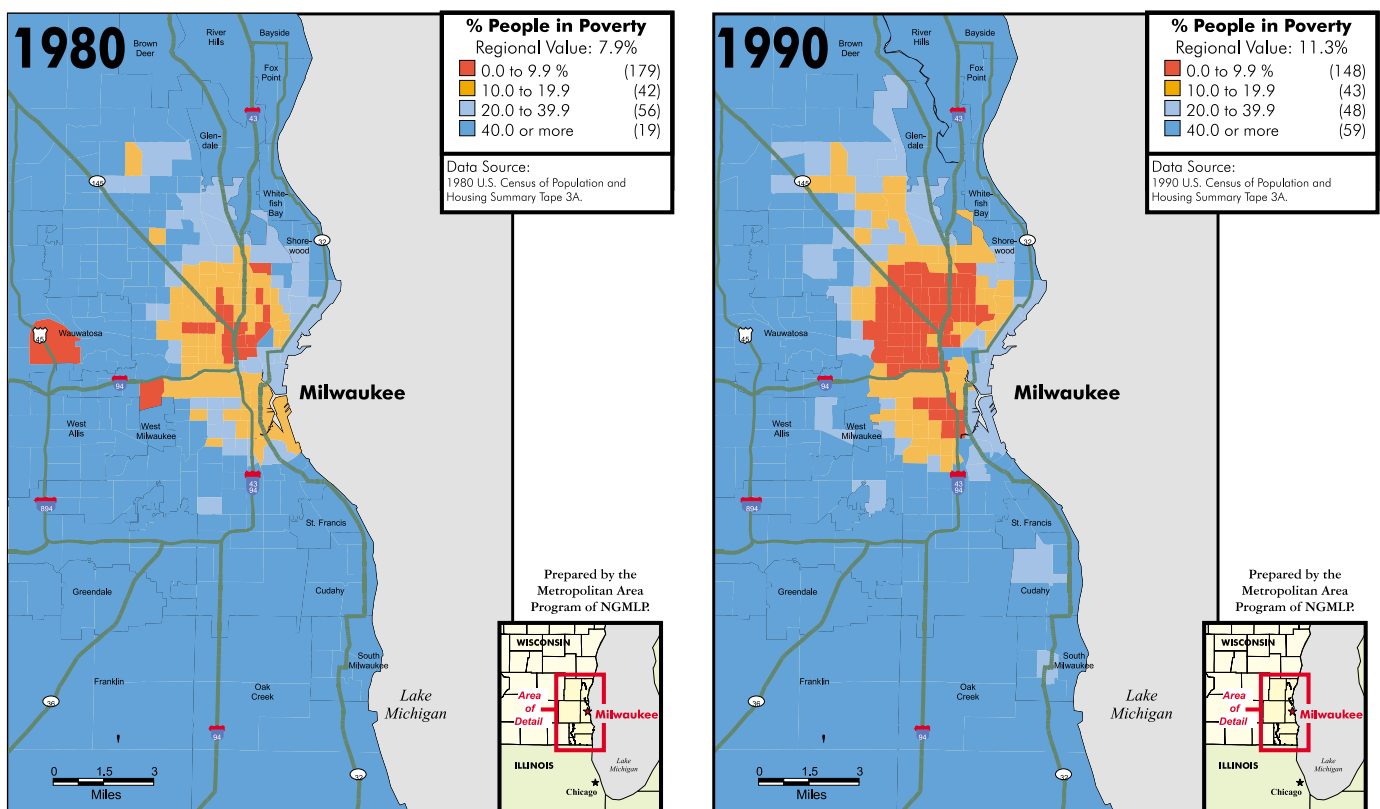 1980
% People in Poverty
Regional Value: 7.9%
0.0 to 9.9 % (179)
10.0 to 19.9 (42)
20.0 to 39.9 (56)
40.0 or more (19)
Data Source:
1980 U.S. Census of Population and
Housing Summary Tape 3A.
Brown
Deer
River
Hills
Bayside
Fox
Point
43
Glen-
dale
145
White-
fish
Bay
Shore-
wood
32
45
Wauwatosa
94
Milwaukee
West
Allis
West
Milwaukee
43
94
894
St. Francis
Greendale
Cudahy
South
Milwaukee
Franklin
Oak
Creek
36
94
32
Lake
Michigan
0 1.5 3
Miles
Prepared by the
Metropolitan Area
Program of NGMLP.
WISCONSIN
Area
of
Detail
Milwaukee
ILLINOIS
Lake
Michigan
Chicago
1990
% People in Poverty
Regional Value: 11.3%
0.0 to 9.9 % (148)
10.0 to 19.9 (43)
20.0 to 39.9 (48)
40.0 or more (59)
Data Source:
1990 U.S. Census of Population and
Housing Summary Tape 3A.
Brown
Deer
River
Hills
Bayside
Fox
Point
43
Glen-
dale
145
White-
fish
Bay
Shore-
wood
32
45
Wauwatosa
94
Milwaukee
West
Allis
West
Milwaukee
43
94
894
St. Francis
Greendale
Cudahy
South
Milwaukee
Franklin
Oak
Creek
36
94
32
Lake
Michigan
0 1.5 3
Miles
Prepared by the
Metropolitan Area
Program of NGMLP.
WISCONSIN
Area
of
Detail
Milwaukee
ILLINOIS
Lake
Michigan
Chicago